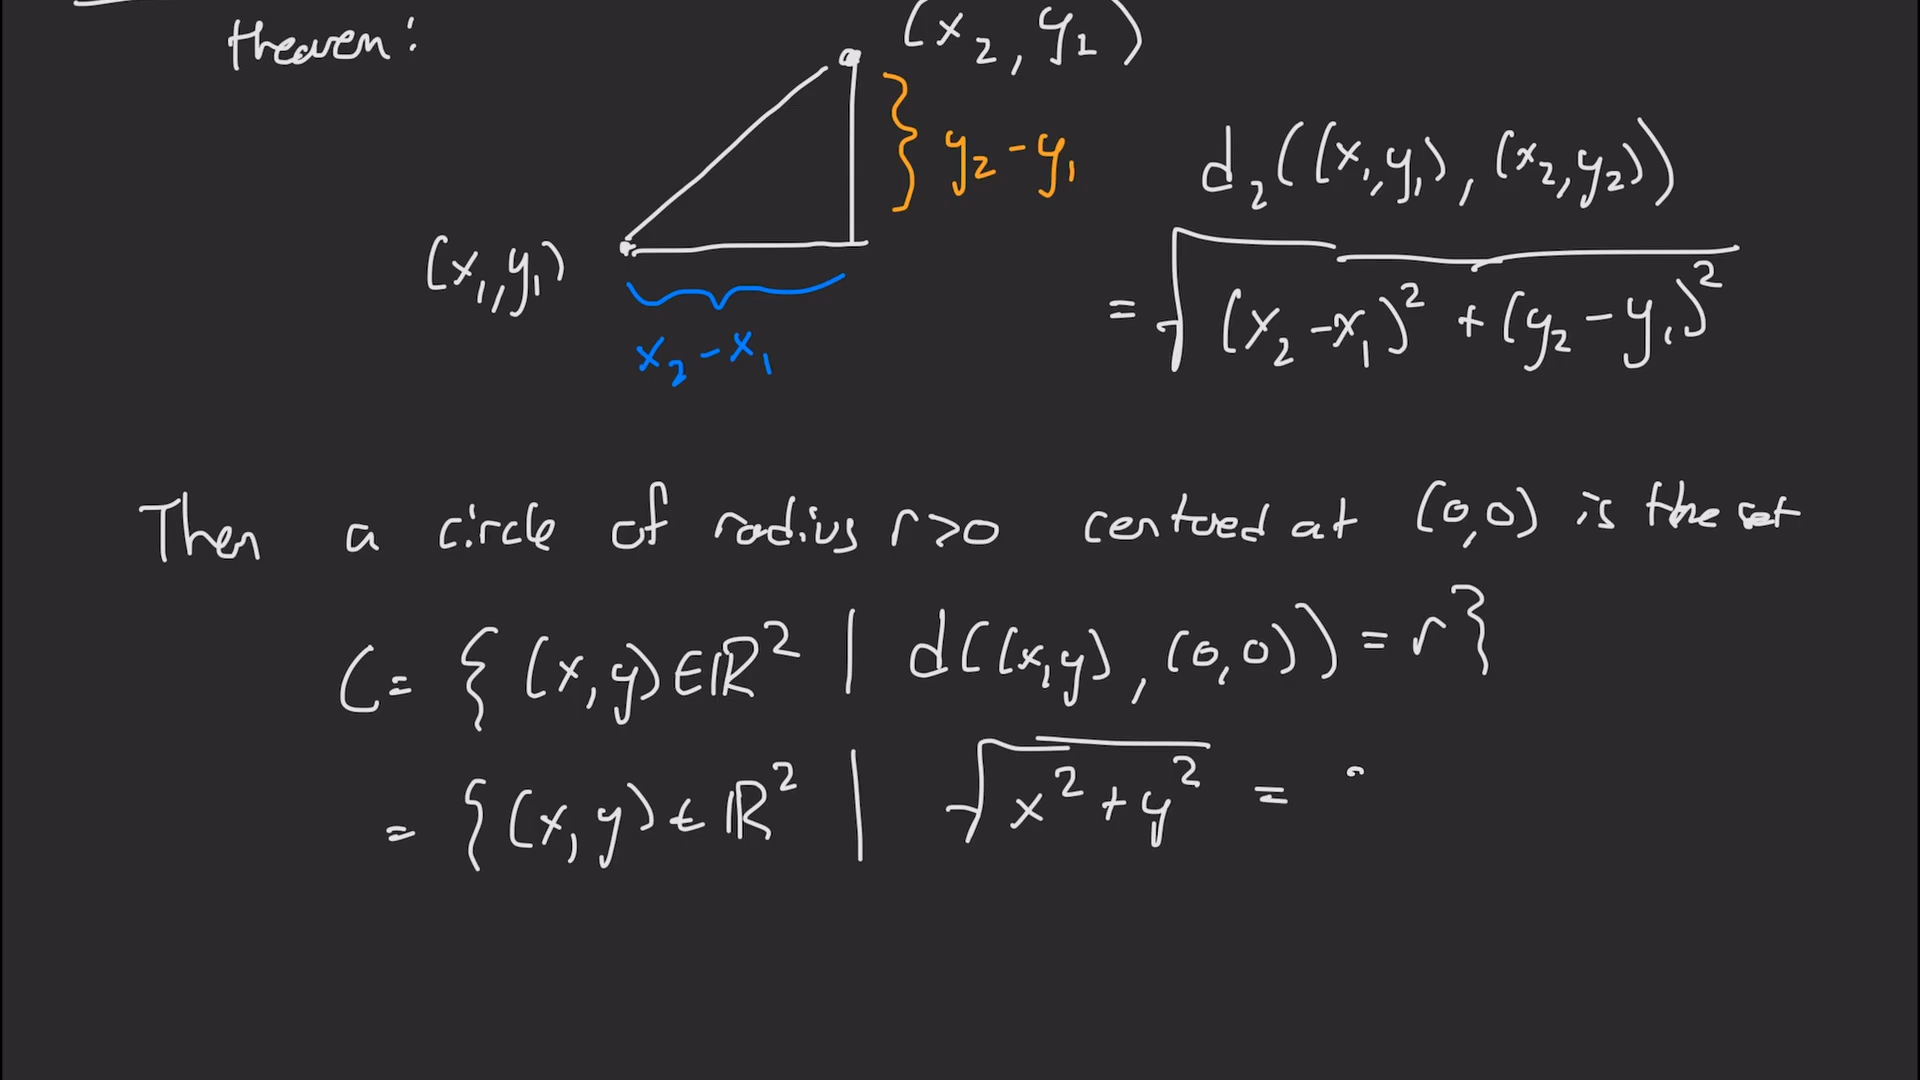 theorem:
(x₂, y₂)
y₂ - y₁
d₂((x₁,y₁), (x₂,y₂))
(x₁,y₁)
= √((x₂-x₁)² + (y₂-y₁)²)
x₂ - x₁
Then a circle of radius r>0 centered at (0,0) is the set
C = { (x,y) ∈ ℝ² | d((x,y), (0,0)) = r }
= { (x,y) ∈ ℝ² | √(x² + y²) =